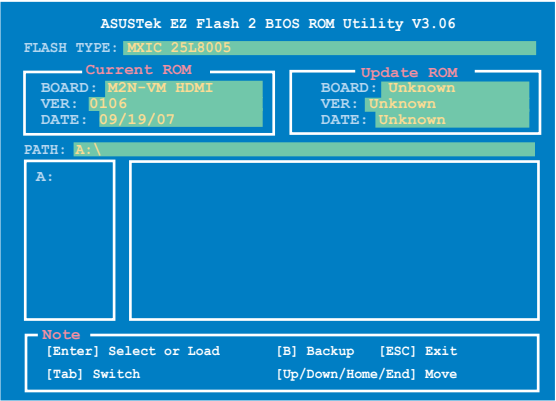 ASUSTek EZ Flash 2 BIOS ROM Utility V3.06
FLASH TYPE: MXIC 25L8005
Current ROM
BOARD: M2N-VM HDMI
VER: 0106
DATE: 09/19/07
Update ROM
BOARD: Unknown
VER: Unknown
DATE: Unknown
PATH: A:\
A:
Note
[Enter] Select or Load [B] Backup [ESC] Exit
[Tab] Switch [Up/Down/Home/End] Move